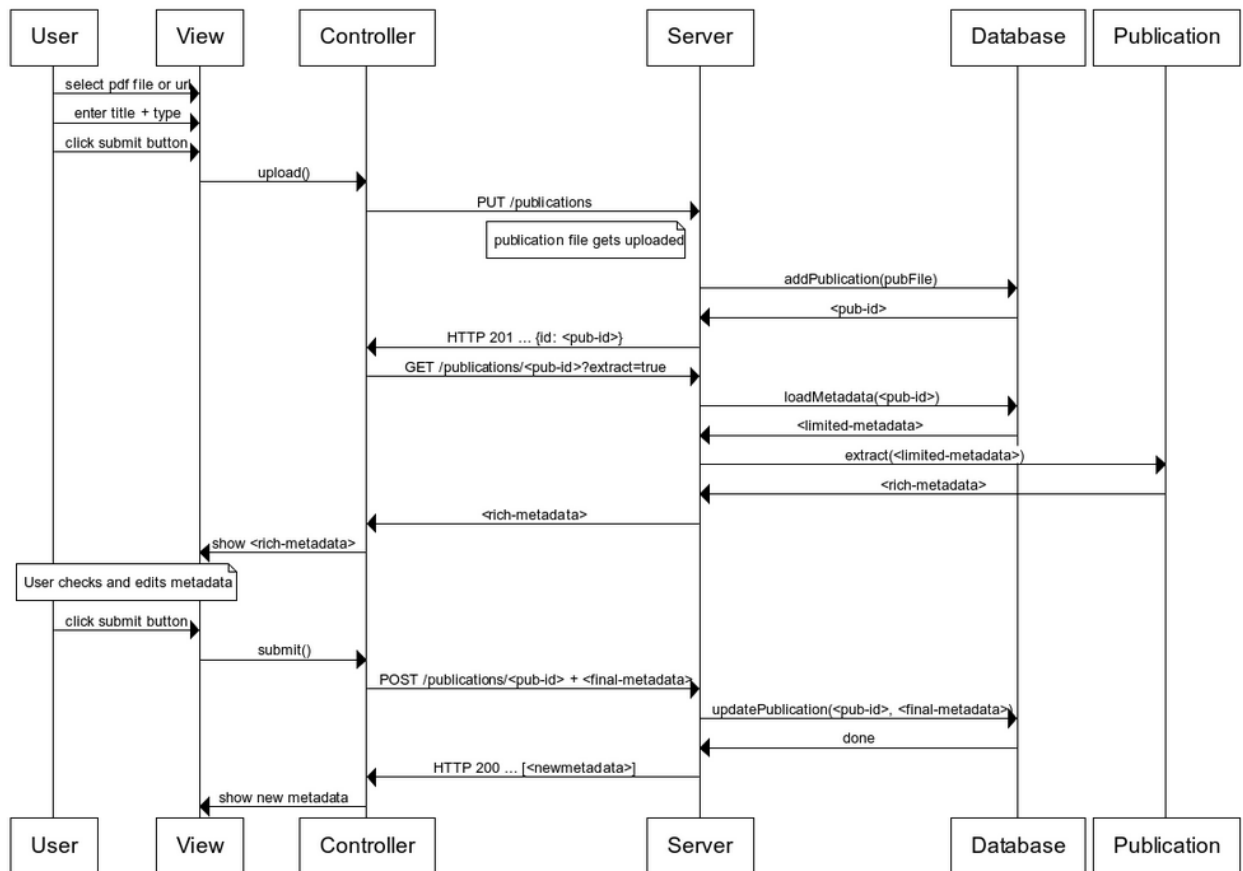 User View Controller Server Database Publication
select pdf file or url
enter title + type
click submit button
upload()
PUT /publications
publication file gets uploaded
addPublication(pubFile)
<pub-id>
HTTP 201 ... {id: <pub-id>}
GET /publications/<pub-id>?extract=true
loadMetadata(<pub-id>)
<limited-metadata>
extract(<limited-metadata>)
<rich-metadata>
<rich-metadata>
show <rich-metadata>
User checks and edits metadata
click submit button
submit()
POST /publications/<pub-id> + <final-metadata>
updatePublication(<pub-id>, <final-metadata>)
done
HTTP 200 ... [<newmetadata>]
show new metadata
User View Controller Server Database Publication